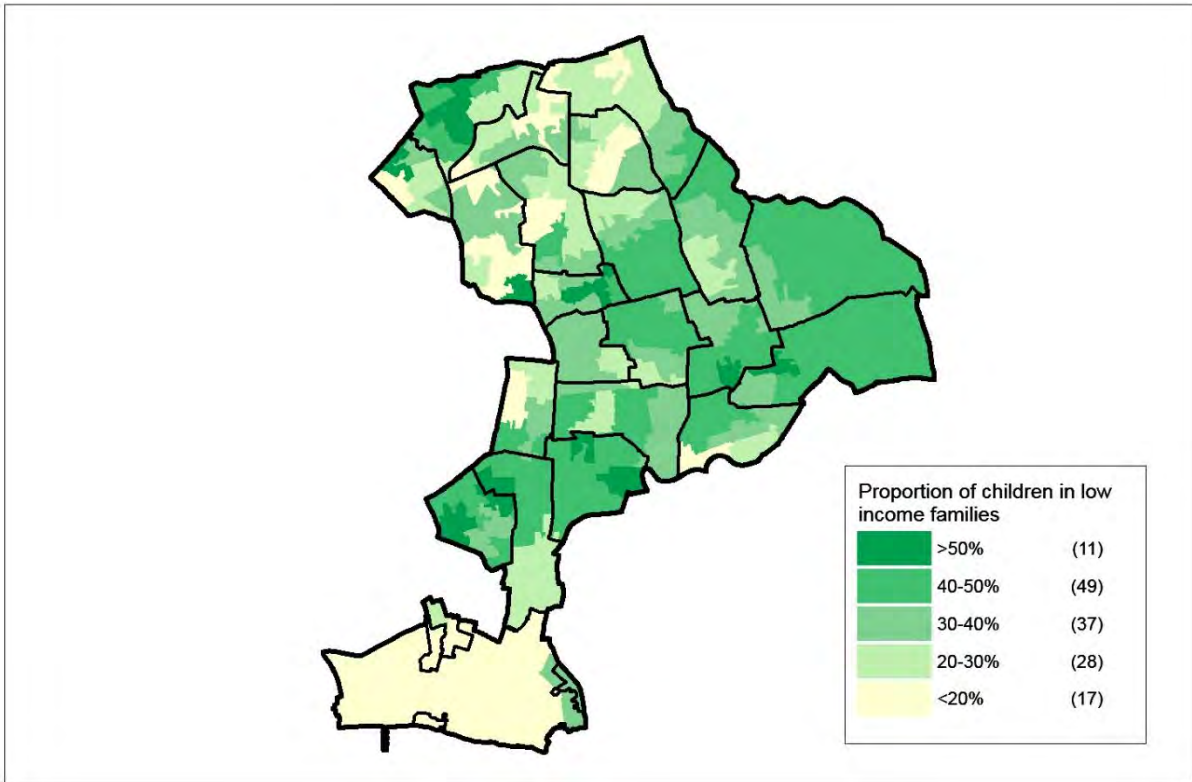 Proportion of children in low
income families
>50% (11)
40-50% (49)
30-40% (37)
20-30% (28)
<20% (17)